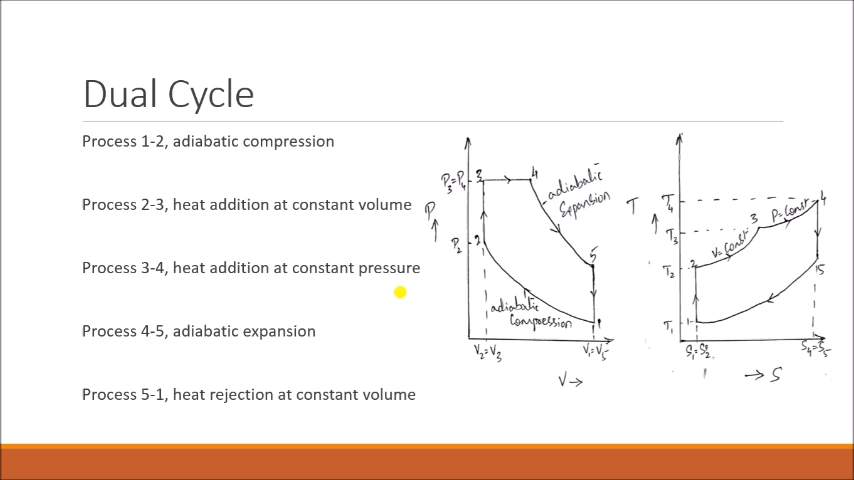 Dual Cycle
Process 1-2, adiabatic compression
Process 2-3, heat addition at constant volume
Process 3-4, heat addition at constant pressure
Process 4-5, adiabatic expansion
Process 5-1, heat rejection at constant volume
P₃=P₄
3
4
adiabatic
Expansion
P
P₂
2
5
adiabatic
Compression
1
V₂=V₃
V₁=V₅
V→
T
T₄
4
3
P=Const
T₃
V=Const
T₂
2
5
T₁
1
S₁=S₂
S₄=S₅
→ S